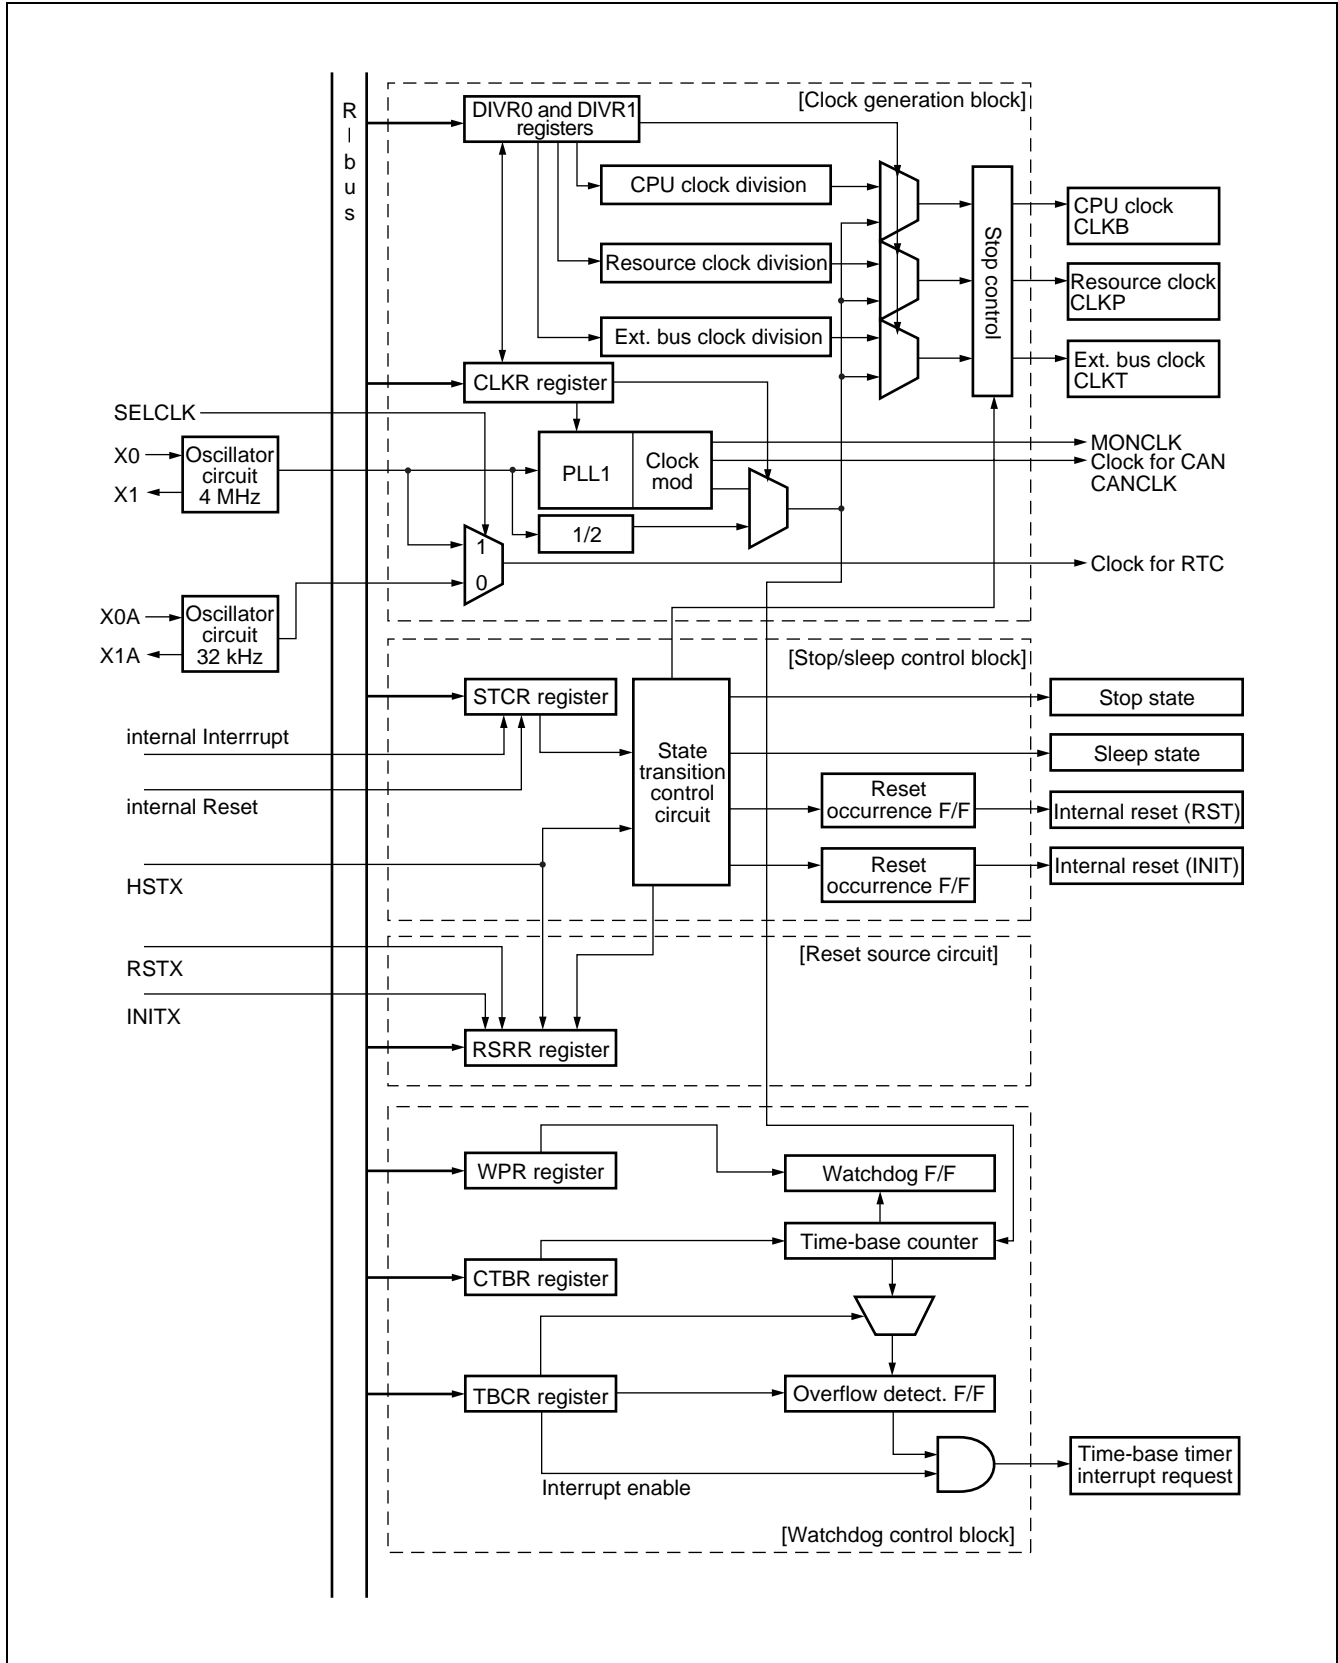 R
–
b
u
s
[Clock generation block]
DIVR0 and DIVR1
registers
CPU clock division
Resource clock division
Ext. bus clock division
Stop control
CPU clock
CLKB
Resource clock
CLKP
Ext. bus clock
CLKT
CLKR register
SELCLK
X0
X1
Oscillator
circuit
4 MHz
PLL1
Clock
mod
1/2
MONCLK
Clock for CAN
CANCLK
1
0
Clock for RTC
X0A
X1A
Oscillator
circuit
32 kHz
[Stop/sleep control block]
STCR register
internal Interrrupt
internal Reset
State
transition
control
circuit
Stop state
Sleep state
Reset
occurrence F/F
Internal reset (RST)
Reset
occurrence F/F
Internal reset (INIT)
HSTX
[Reset source circuit]
RSTX
INITX
RSRR register
WPR register
Watchdog F/F
Time-base counter
CTBR register
TBCR register
Overflow detect. F/F
Interrupt enable
Time-base timer
interrupt request
[Watchdog control block]